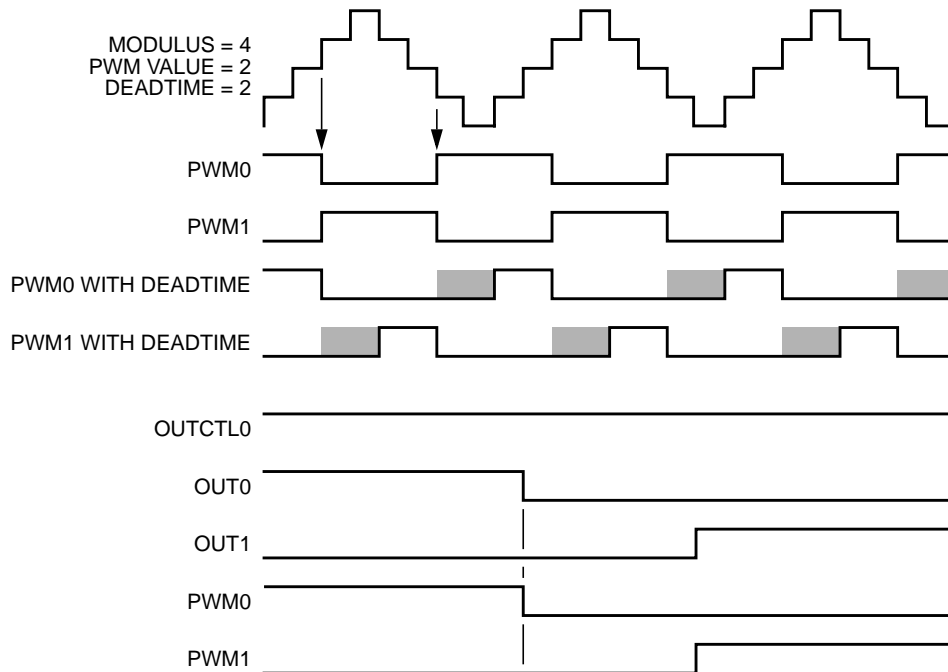 MODULUS = 4
PWM VALUE = 2
DEADTIME = 2
PWM0
PWM1
PWM0 WITH DEADTIME
PWM1 WITH DEADTIME
OUTCTL0
OUT0
OUT1
PWM0
PWM1